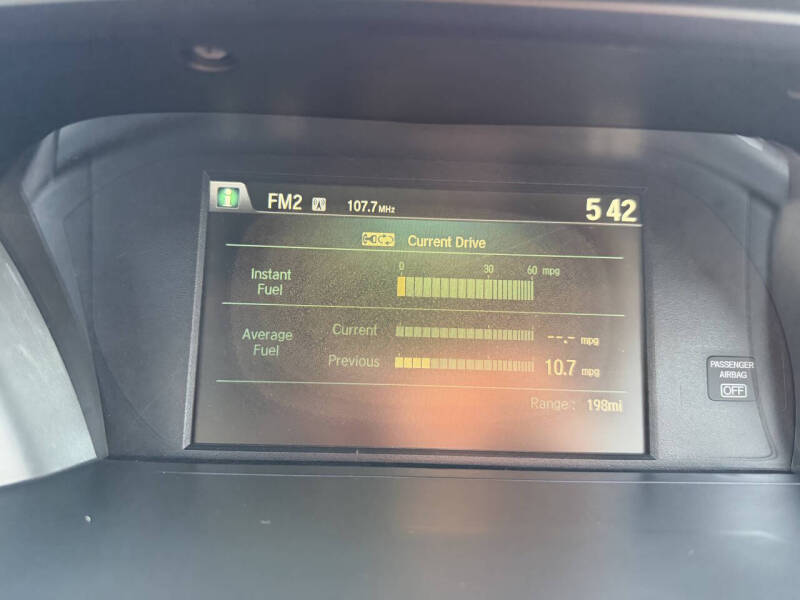 i FM2 107.7 MHz 5 42
Current Drive
0 30 60 mpg
Instant
Fuel
Average
Fuel
Current --.- mpg
Previous 10.7 mpg
Range : 198mi
PASSENGER
AIRBAG
OFF